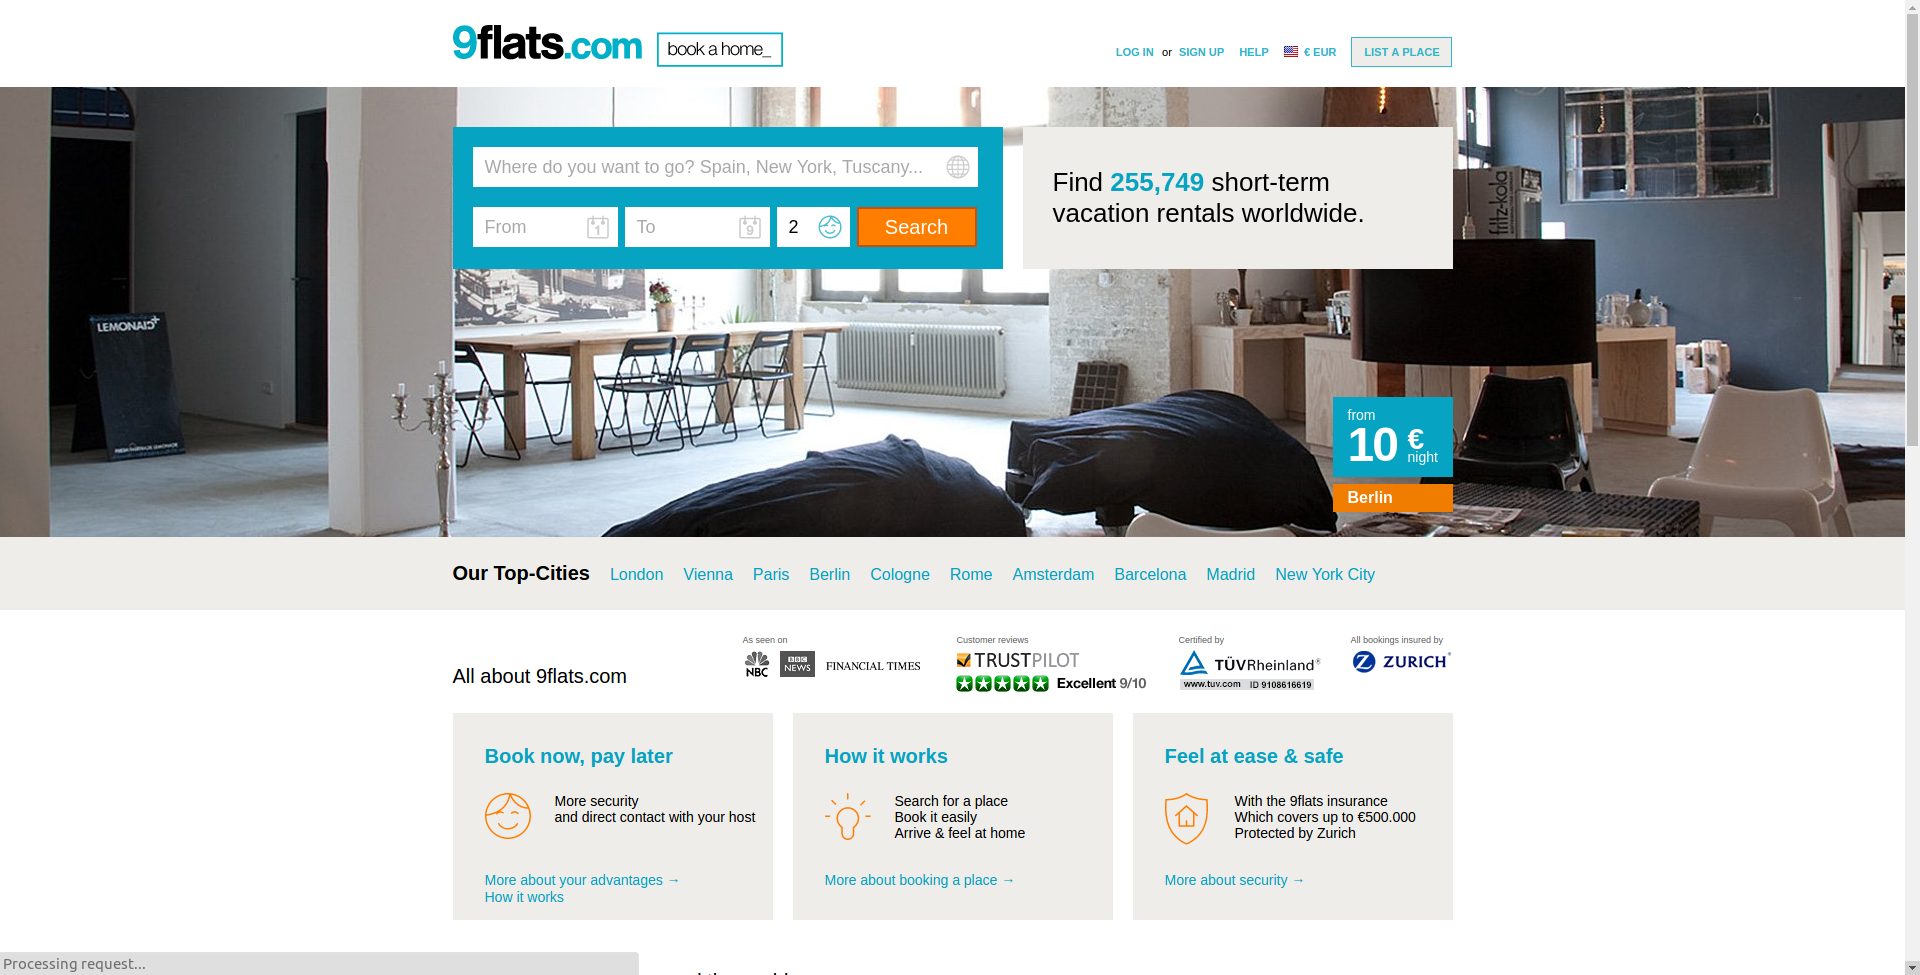 9flats.com
book a home_
LOG IN or SIGN UP HELP € EUR LIST A PLACE
Where do you want to go? Spain, New York, Tuscany...
From 1 To 9 2 Search
Find 255,749 short-term
vacation rentals worldwide.
fritz-kola
LEMONAID+
from
10 €
night
Berlin
Our Top-Cities London Vienna Paris Berlin Cologne Rome Amsterdam Barcelona Madrid New York City
All about 9flats.com
As seen on
NBC BBC NEWS FINANCIAL TIMES
Customer reviews
TRUSTPILOT
Excellent 9/10
Certified by
TÜVRheinland®
www.tuv.com ID 9108616619
All bookings insured by
ZURICH
Book now, pay later
More security
and direct contact with your host
More about your advantages →
How it works
How it works
Search for a place
Book it easily
Arrive & feel at home
More about booking a place →
Feel at ease & safe
With the 9flats insurance
Which covers up to €500.000
Protected by Zurich
More about security →
Processing request...